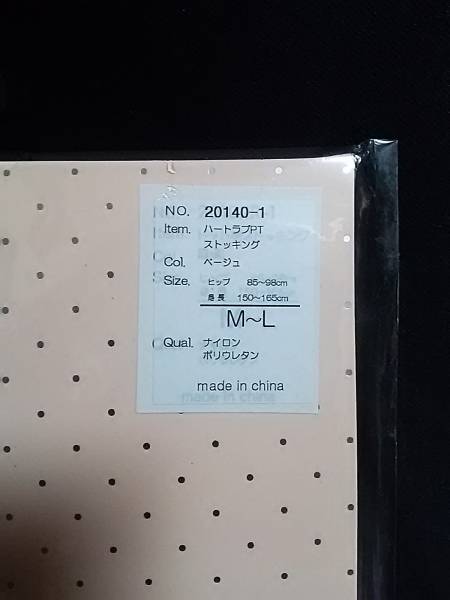 NO. 20140-1
Item. ハートラブPT
ストッキング
Col. ベージュ
Size. ヒップ 85〜98cm
身長 150〜165cm
M〜L
Qual. ナイロン
ポリウレタン
made in china